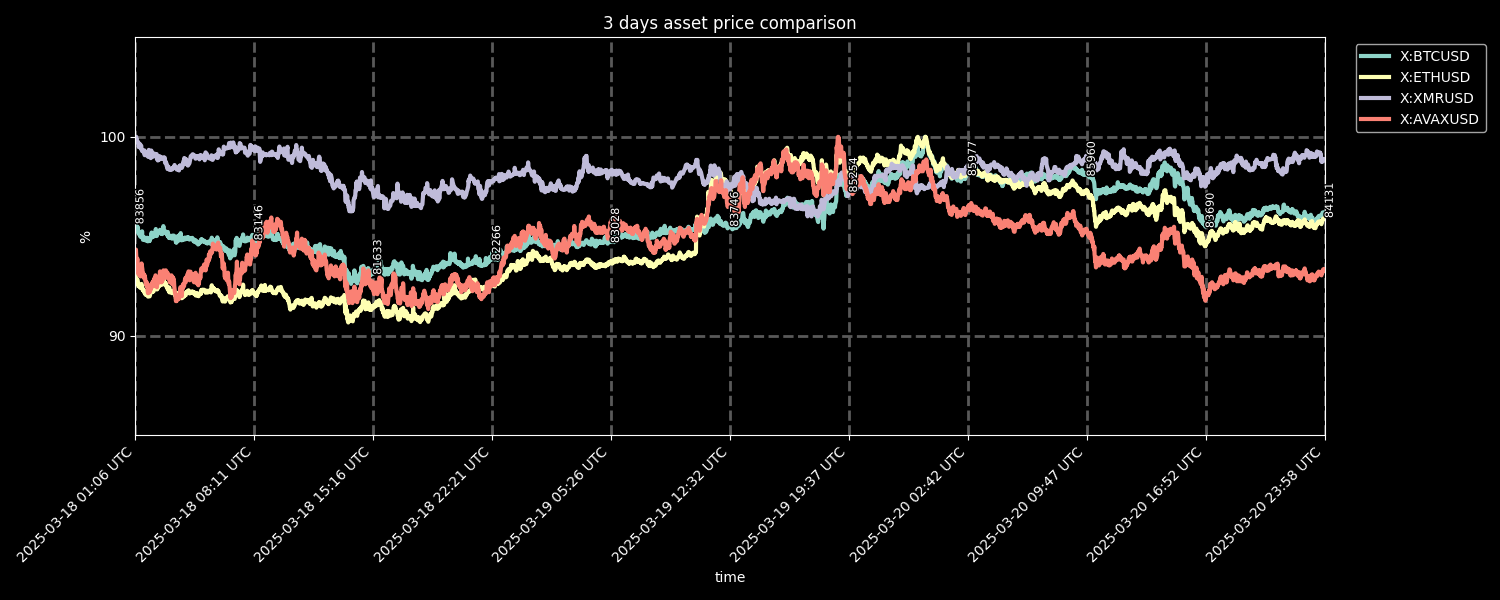 3 days asset price comparison
X:BTCUSD
X:ETHUSD
X:XMRUSD
X:AVAXUSD
100
90
%
83856
83146
81633
82266
83028
83746
85254
85977
85960
83690
84131
2025-03-18 01:06 UTC
2025-03-18 08:11 UTC
2025-03-18 15:16 UTC
2025-03-18 22:21 UTC
2025-03-19 05:26 UTC
2025-03-19 12:32 UTC
2025-03-19 19:37 UTC
2025-03-20 02:42 UTC
2025-03-20 09:47 UTC
2025-03-20 16:52 UTC
2025-03-20 23:58 UTC
time